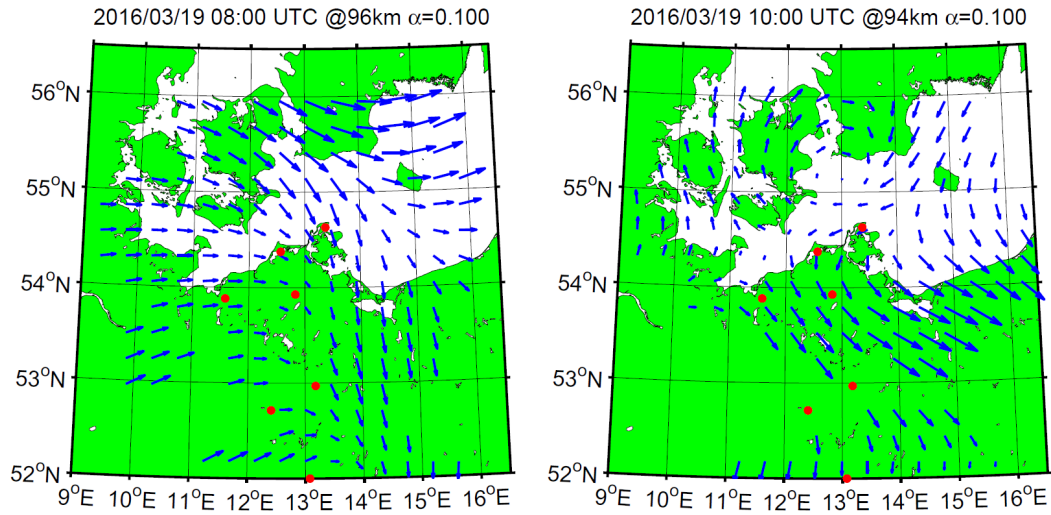 2016/03/19 08:00 UTC @96km α=0.100
56°N
55°N
54°N
53°N
52°N
9°E 10°E 11°E 12°E 13°E 14°E 15°E 16°E
2016/03/19 10:00 UTC @94km α=0.100
56°N
55°N
54°N
53°N
52°N
9°E 10°E 11°E 12°E 13°E 14°E 15°E 16°E